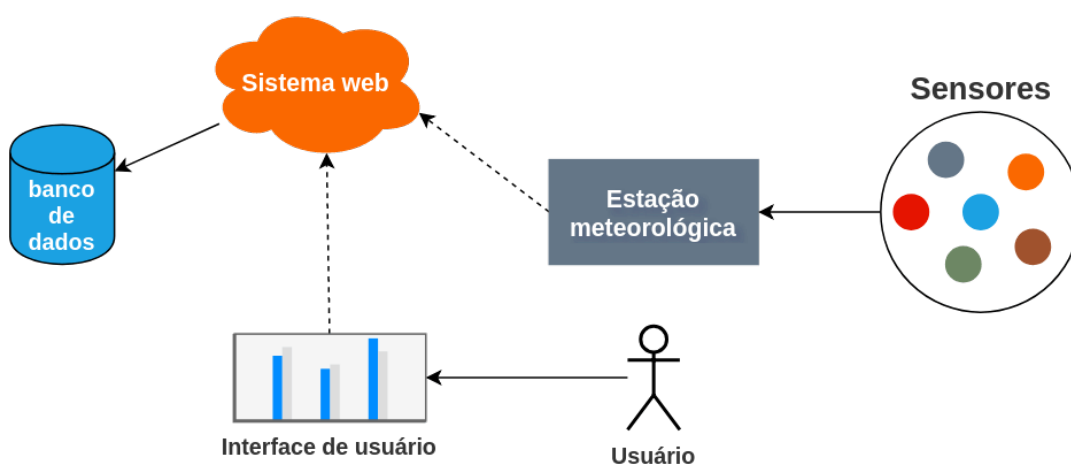 Sistema web
Sensores
banco
de
dados
Estação
meteorológica
Interface de usuário
Usuário